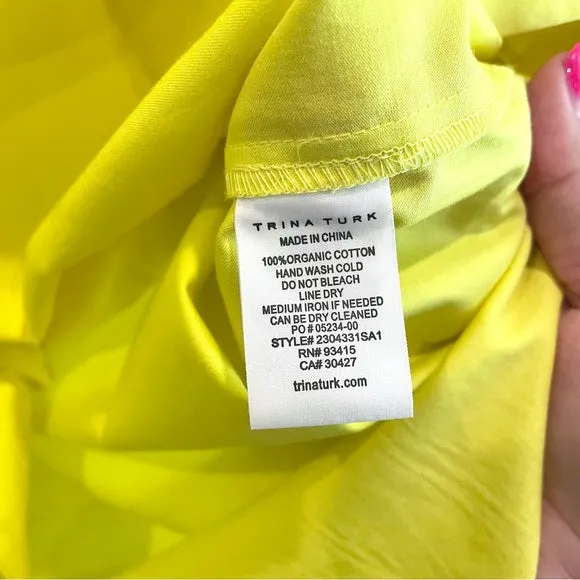 TRINA TURK
MADE IN CHINA
100%ORGANIC COTTON
HAND WASH COLD
DO NOT BLEACH
LINE DRY
MEDIUM IRON IF NEEDED
CAN BE DRY CLEANED
PO# 05234-00
STYLE# 2304331SA1
RN# 93415
CA# 30427
trinaturk.com